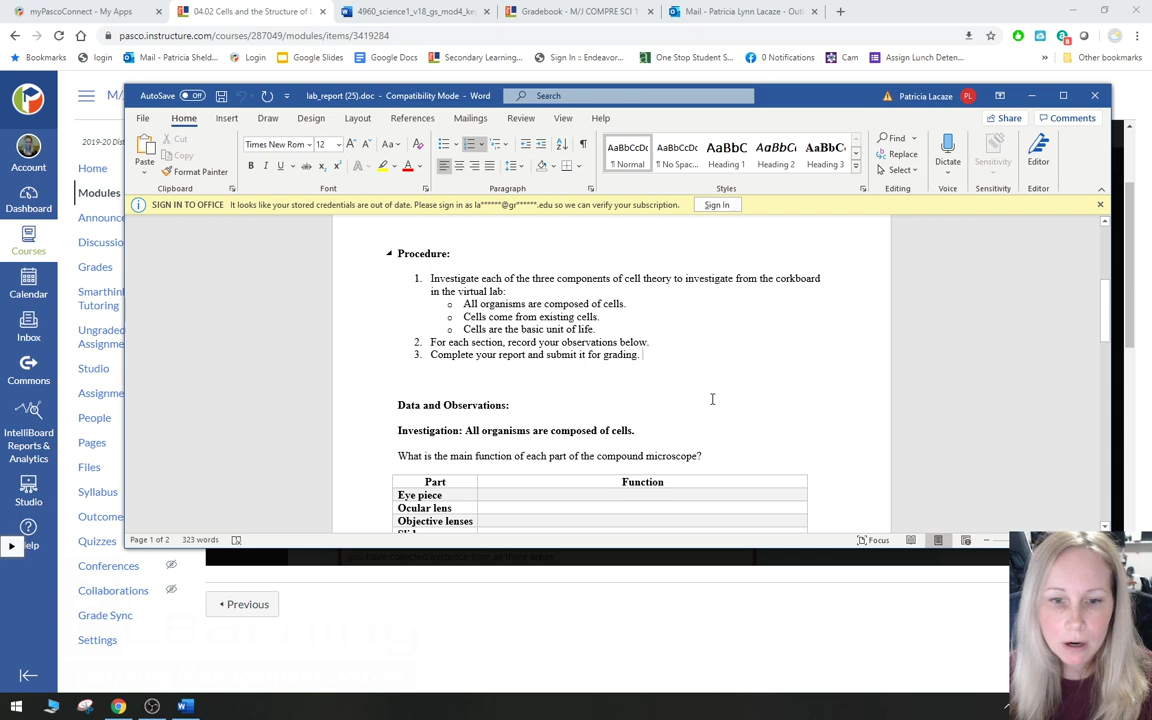 myPascoConnect - My Apps
04.02 Cells and the Structure of L
4960_science1_v18_gs_mod4_ke
Gradebook - M/J COMPRE SCI 1
Mail - Patricia Lynn Lacaze - Out
pasco.instructure.com/courses/287049/modules/items/3419284
Bookmarks
login
Mail - Patricia Sheld...
Login
Google Slides
Google Docs
Secondary Learning...
Sign In :: Endeavor...
One Stop Student S...
0 Notifications
Cam
Assign Lunch Deten...
»
Other bookmarks
M/
AutoSave
Off
lab_report (25).doc - Compatibility Mode - Word
Search
Patricia Lacaze
PL
File
Home
Insert
Draw
Design
Layout
References
Mailings
Review
View
Help
Share
Comments
Paste
Cut
Copy
Format Painter
Clipboard
Times New Rom
12
Font
Paragraph
AaBbCcDc
¶ Normal
AaBbCcDc
¶ No Spac...
AaBbC
Heading 1
AaBbCc
Heading 2
AaBbC
Heading 3
Styles
Find
Replace
Select
Editing
Dictate
Voice
Sensitivity
Sensitivity
Editor
Editor
SIGN IN TO OFFICE It looks like your stored credentials are out of date. Please sign in as la******@gr******.edu so we can verify your subscription.
Sign In
Procedure:
1. Investigate each of the three components of cell theory to investigate from the corkboard
in the virtual lab:
o All organisms are composed of cells.
o Cells come from existing cells.
o Cells are the basic unit of life.
2. For each section, record your observations below.
3. Complete your report and submit it for grading.
Data and Observations:
Investigation: All organisms are composed of cells.
What is the main function of each part of the compound microscope?
Part Function
Eye piece
Ocular lens
Objective lenses
Page 1 of 2
323 words
Focus
Account
Dashboard
Courses
Calendar
Inbox
Commons
IntelliBoard
Reports &
Analytics
Studio
elp
2019-20 Dist
Home
Modules
Announce
Discussio
Grades
Smarthink
Tutoring
Ungraded
Assignme
Studio
Assignme
People
Pages
Files
Syllabus
Outcome
Quizzes
Conferences
Collaborations
Grade Sync
Settings
Previous